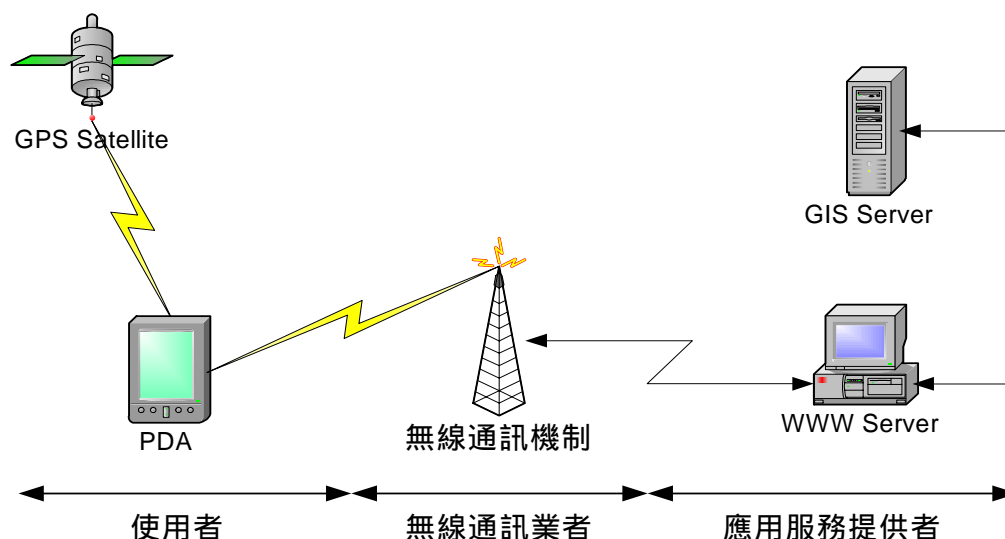 GPS Satellite
GIS Server
PDA
無線通訊機制
WWW Server
使用者
無線通訊業者
應用服務提供者